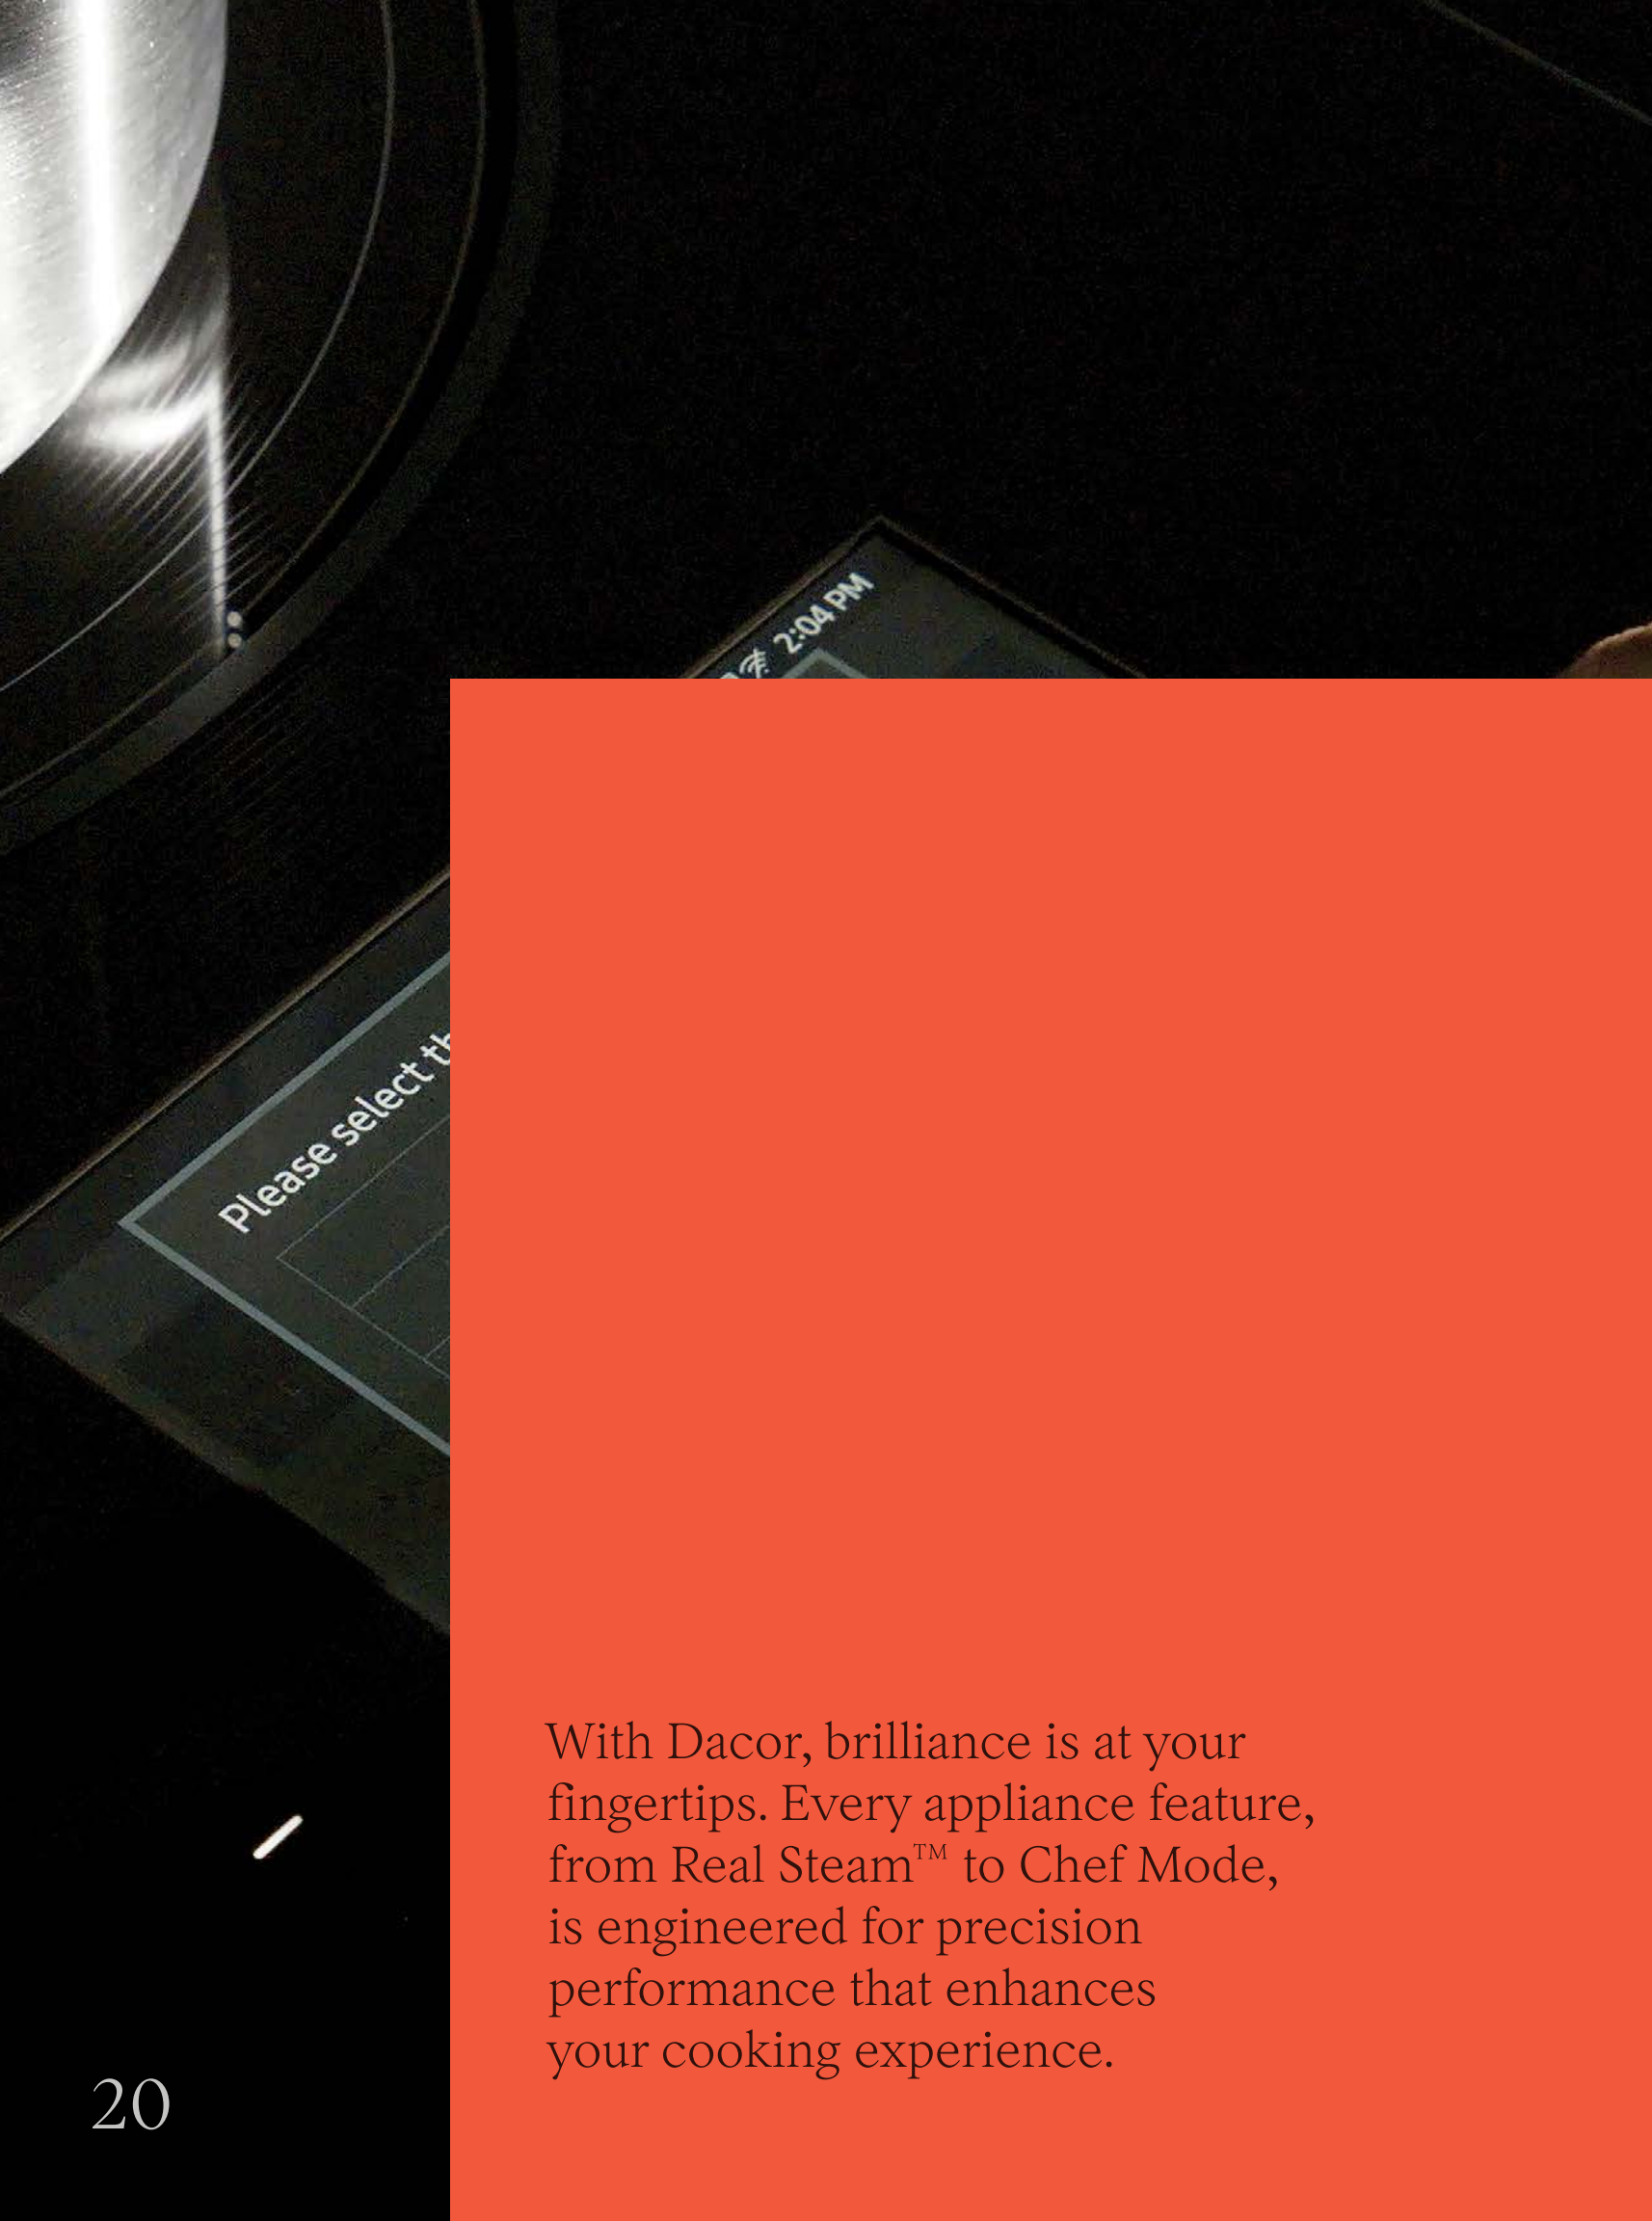 2:04 PM
Please select th
With Dacor, brilliance is at your
fingertips. Every appliance feature,
from Real Steam™ to Chef Mode,
is engineered for precision
performance that enhances
your cooking experience.
20